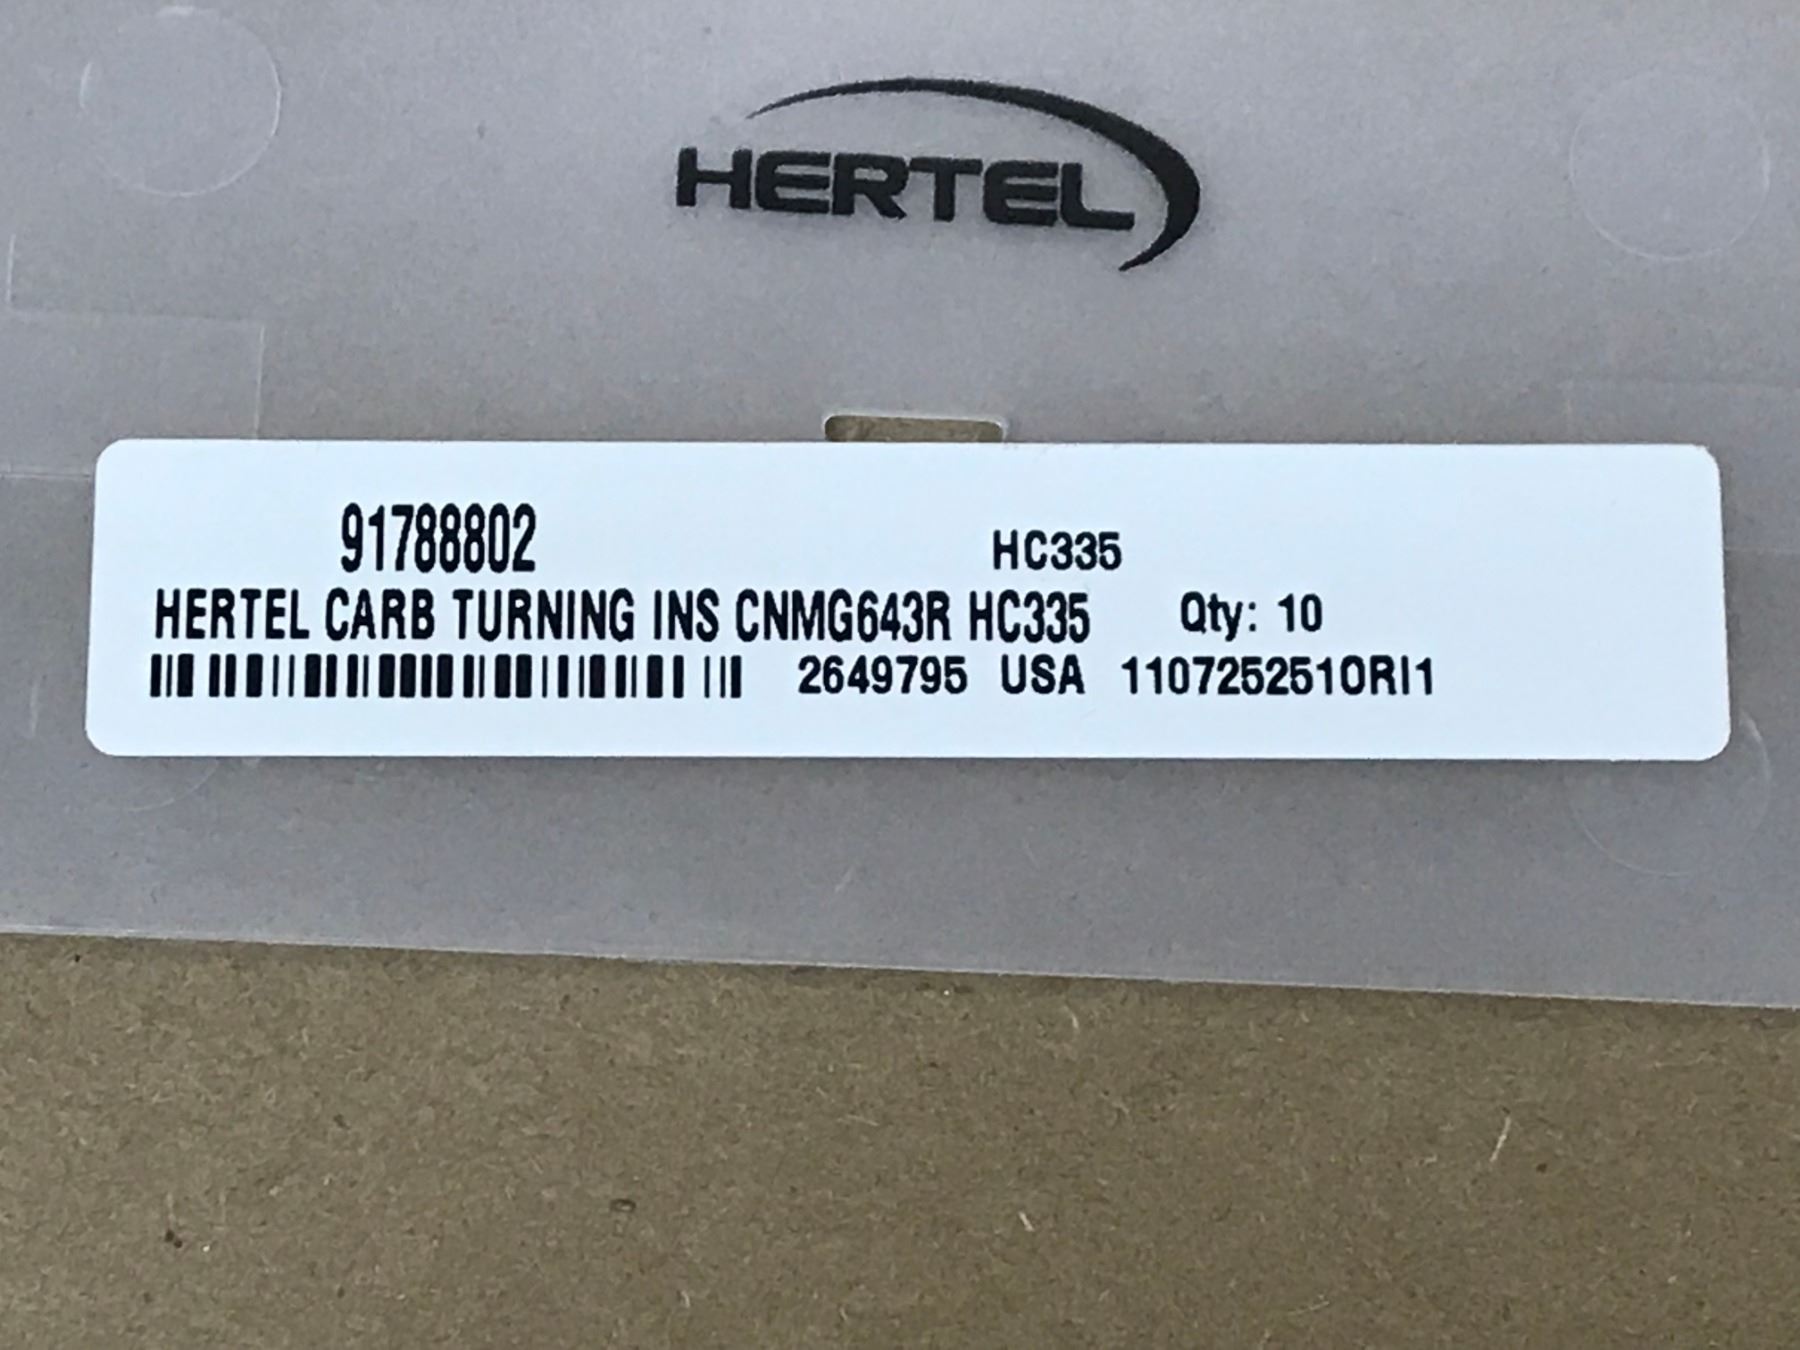 HERTEL
91788802 HC335
HERTEL CARB TURNING INS CNMG643R HC335 Qty: 10
2649795 USA 1107252510RI1